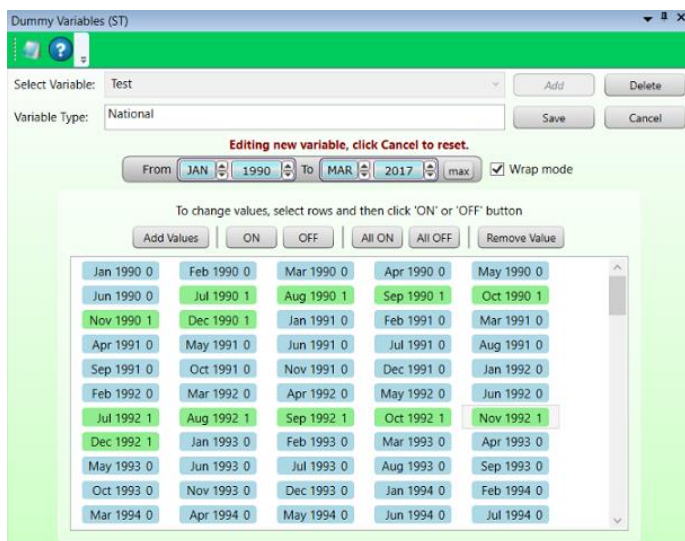 Dummy Variables (ST)
Select Variable: Test Add Delete
Variable Type: National Save Cancel
Editing new variable, click Cancel to reset.
From JAN 1990 To MAR 2017 max Wrap mode
To change values, select rows and then click 'ON' or 'OFF' button
Add Values ON OFF All ON All OFF Remove Value
Jan 1990 0 Feb 1990 0 Mar 1990 0 Apr 1990 0 May 1990 0
Jun 1990 0 Jul 1990 1 Aug 1990 1 Sep 1990 1 Oct 1990 1
Nov 1990 1 Dec 1990 1 Jan 1991 0 Feb 1991 0 Mar 1991 0
Apr 1991 0 May 1991 0 Jun 1991 0 Jul 1991 0 Aug 1991 0
Sep 1991 0 Oct 1991 0 Nov 1991 0 Dec 1991 0 Jan 1992 0
Feb 1992 0 Mar 1992 0 Apr 1992 0 May 1992 0 Jun 1992 0
Jul 1992 1 Aug 1992 1 Sep 1992 1 Oct 1992 1 Nov 1992 1
Dec 1992 1 Jan 1993 0 Feb 1993 0 Mar 1993 0 Apr 1993 0
May 1993 0 Jun 1993 0 Jul 1993 0 Aug 1993 0 Sep 1993 0
Oct 1993 0 Nov 1993 0 Dec 1993 0 Jan 1994 0 Feb 1994 0
Mar 1994 0 Apr 1994 0 May 1994 0 Jun 1994 0 Jul 1994 0